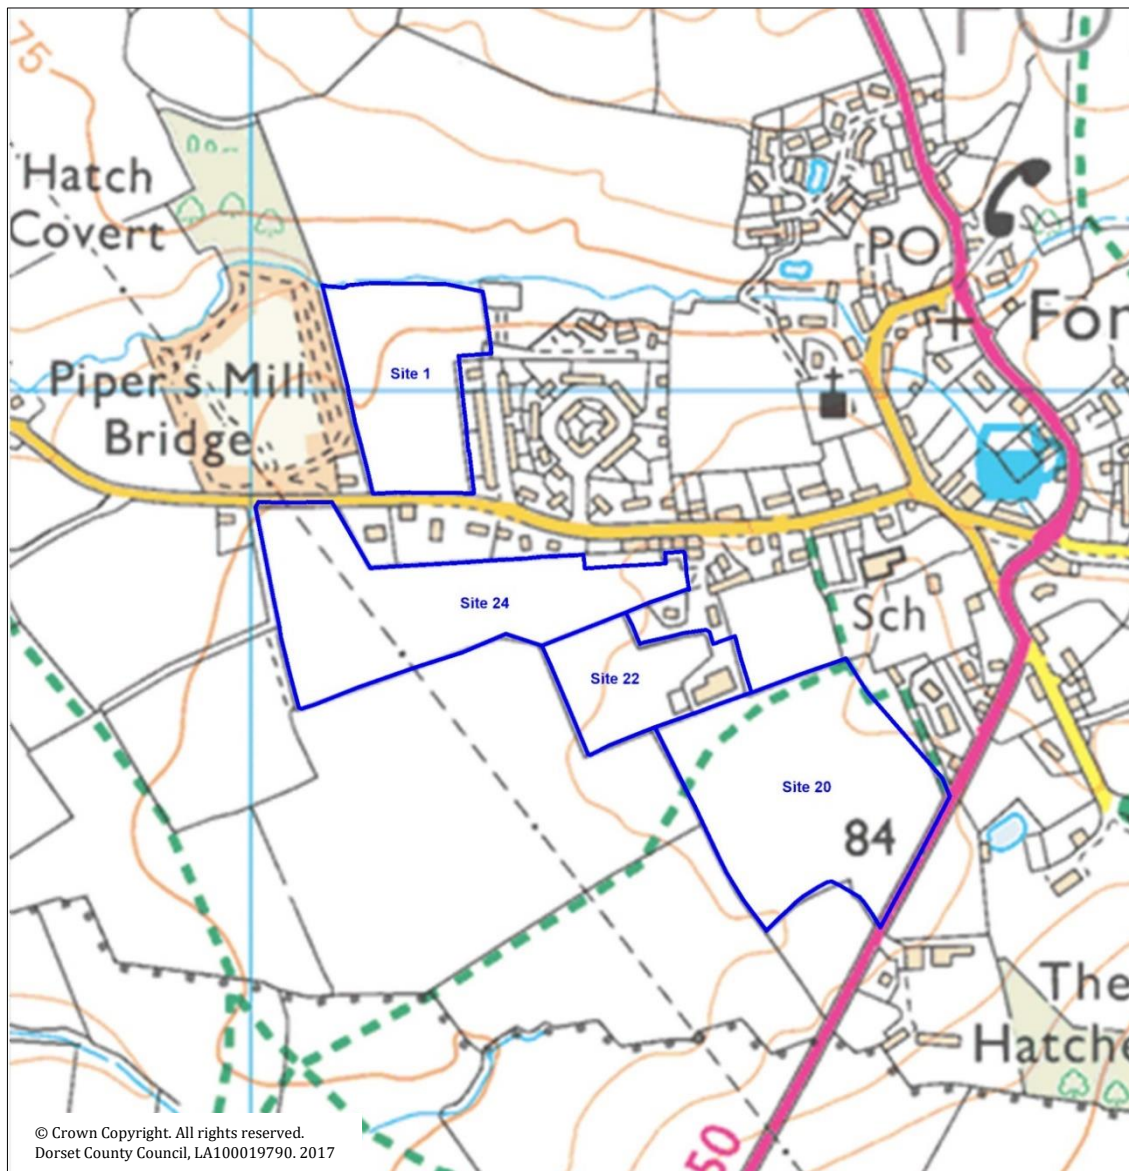 75
Hatch
Covert
PO
For
Piper's Mill
Bridge
Site 1
Sch
Site 24
Site 22
Site 20
84
The
Hatche
50
© Crown Copyright. All rights reserved.
Dorset County Council, LA100019790. 2017